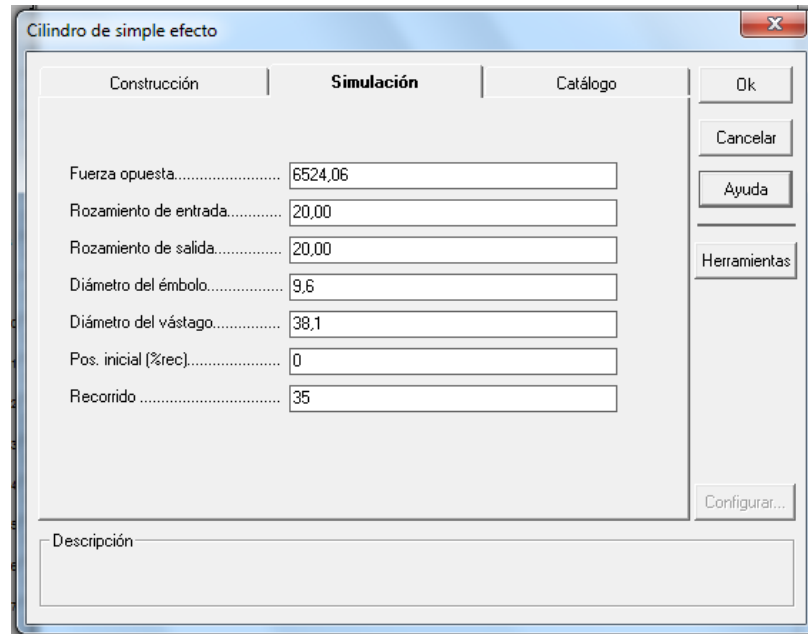 Cilindro de simple efecto
Construcción Simulación Catálogo
Fuerza opuesta........................ 6524,06
Rozamiento de entrada............ 20,00
Rozamiento de salida............... 20,00
Diámetro del émbolo................. 9,6
Diámetro del vástago................ 38,1
Pos. inicial (%rec)...................... 0
Recorrido ................................. 35
Ok
Cancelar
Ayuda
Herramientas
Configurar...
Descripción